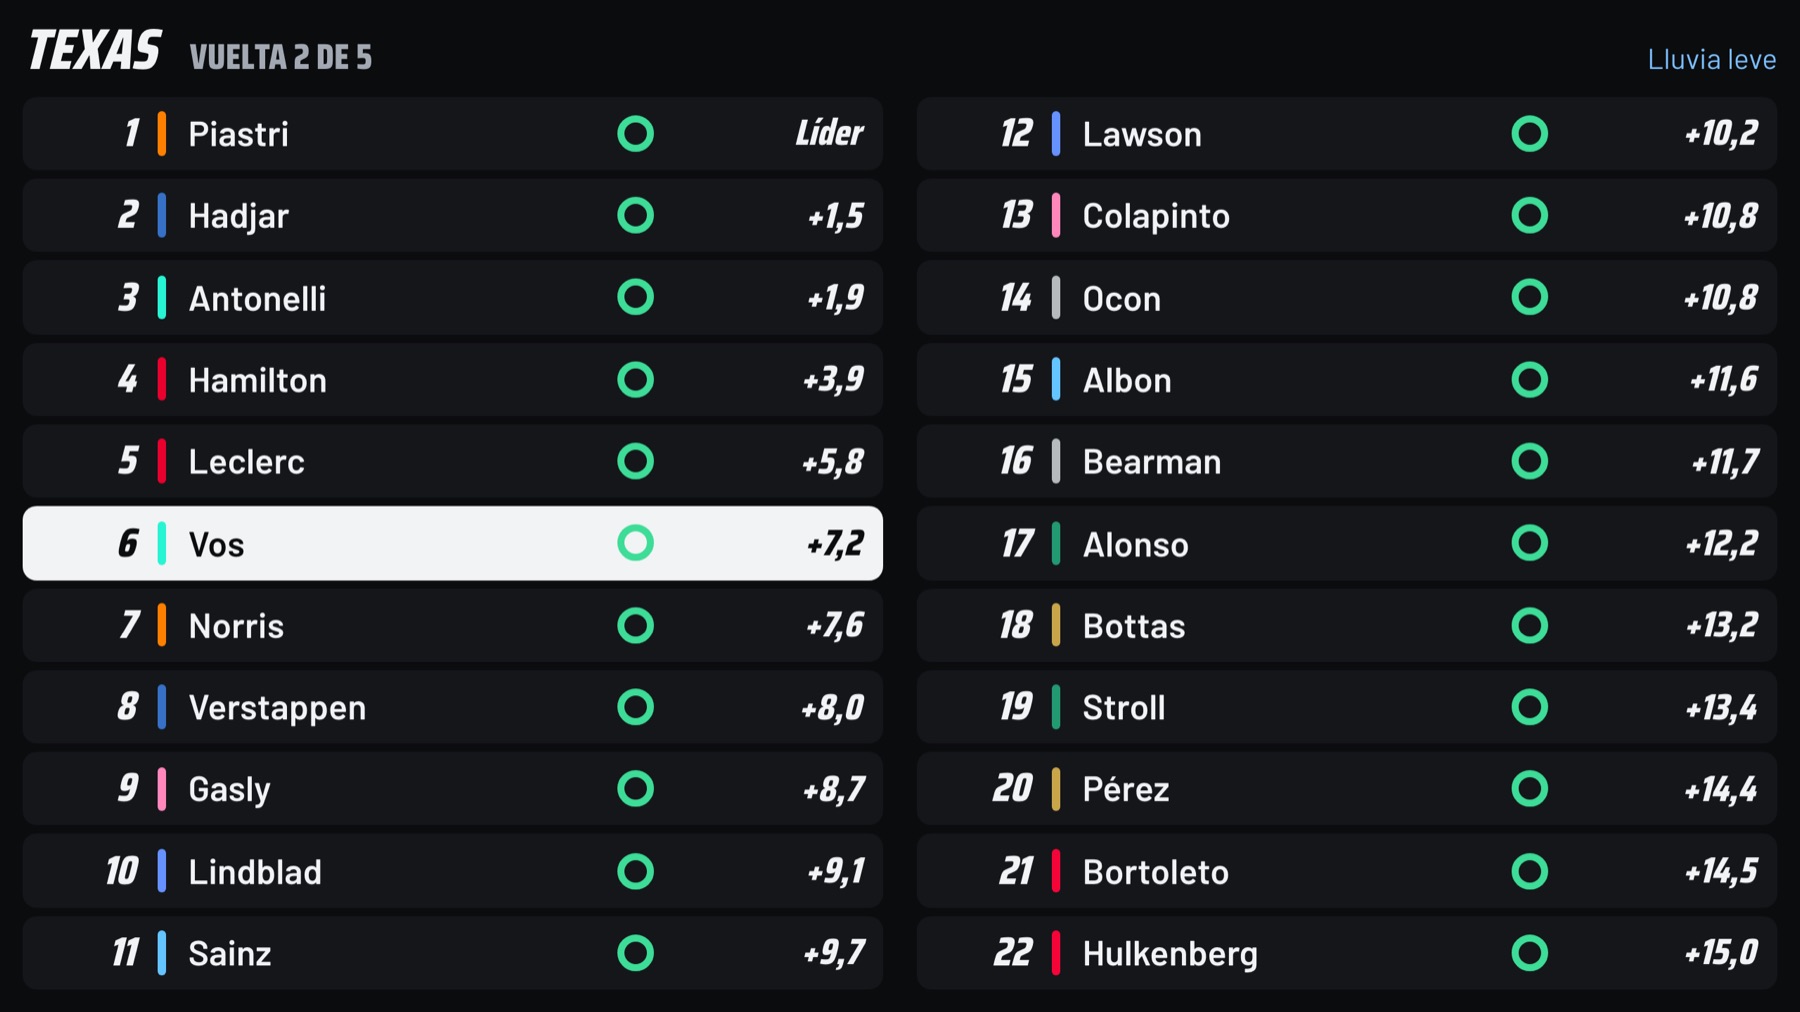 TEXAS VUELTA 2 DE 5
Lluvia leve
1 Piastri Líder
2 Hadjar +1,5
3 Antonelli +1,9
4 Hamilton +3,9
5 Leclerc +5,8
6 Vos +7,2
7 Norris +7,6
8 Verstappen +8,0
9 Gasly +8,7
10 Lindblad +9,1
11 Sainz +9,7
12 Lawson +10,2
13 Colapinto +10,8
14 Ocon +10,8
15 Albon +11,6
16 Bearman +11,7
17 Alonso +12,2
18 Bottas +13,2
19 Stroll +13,4
20 Pérez +14,4
21 Bortoleto +14,5
22 Hulkenberg +15,0